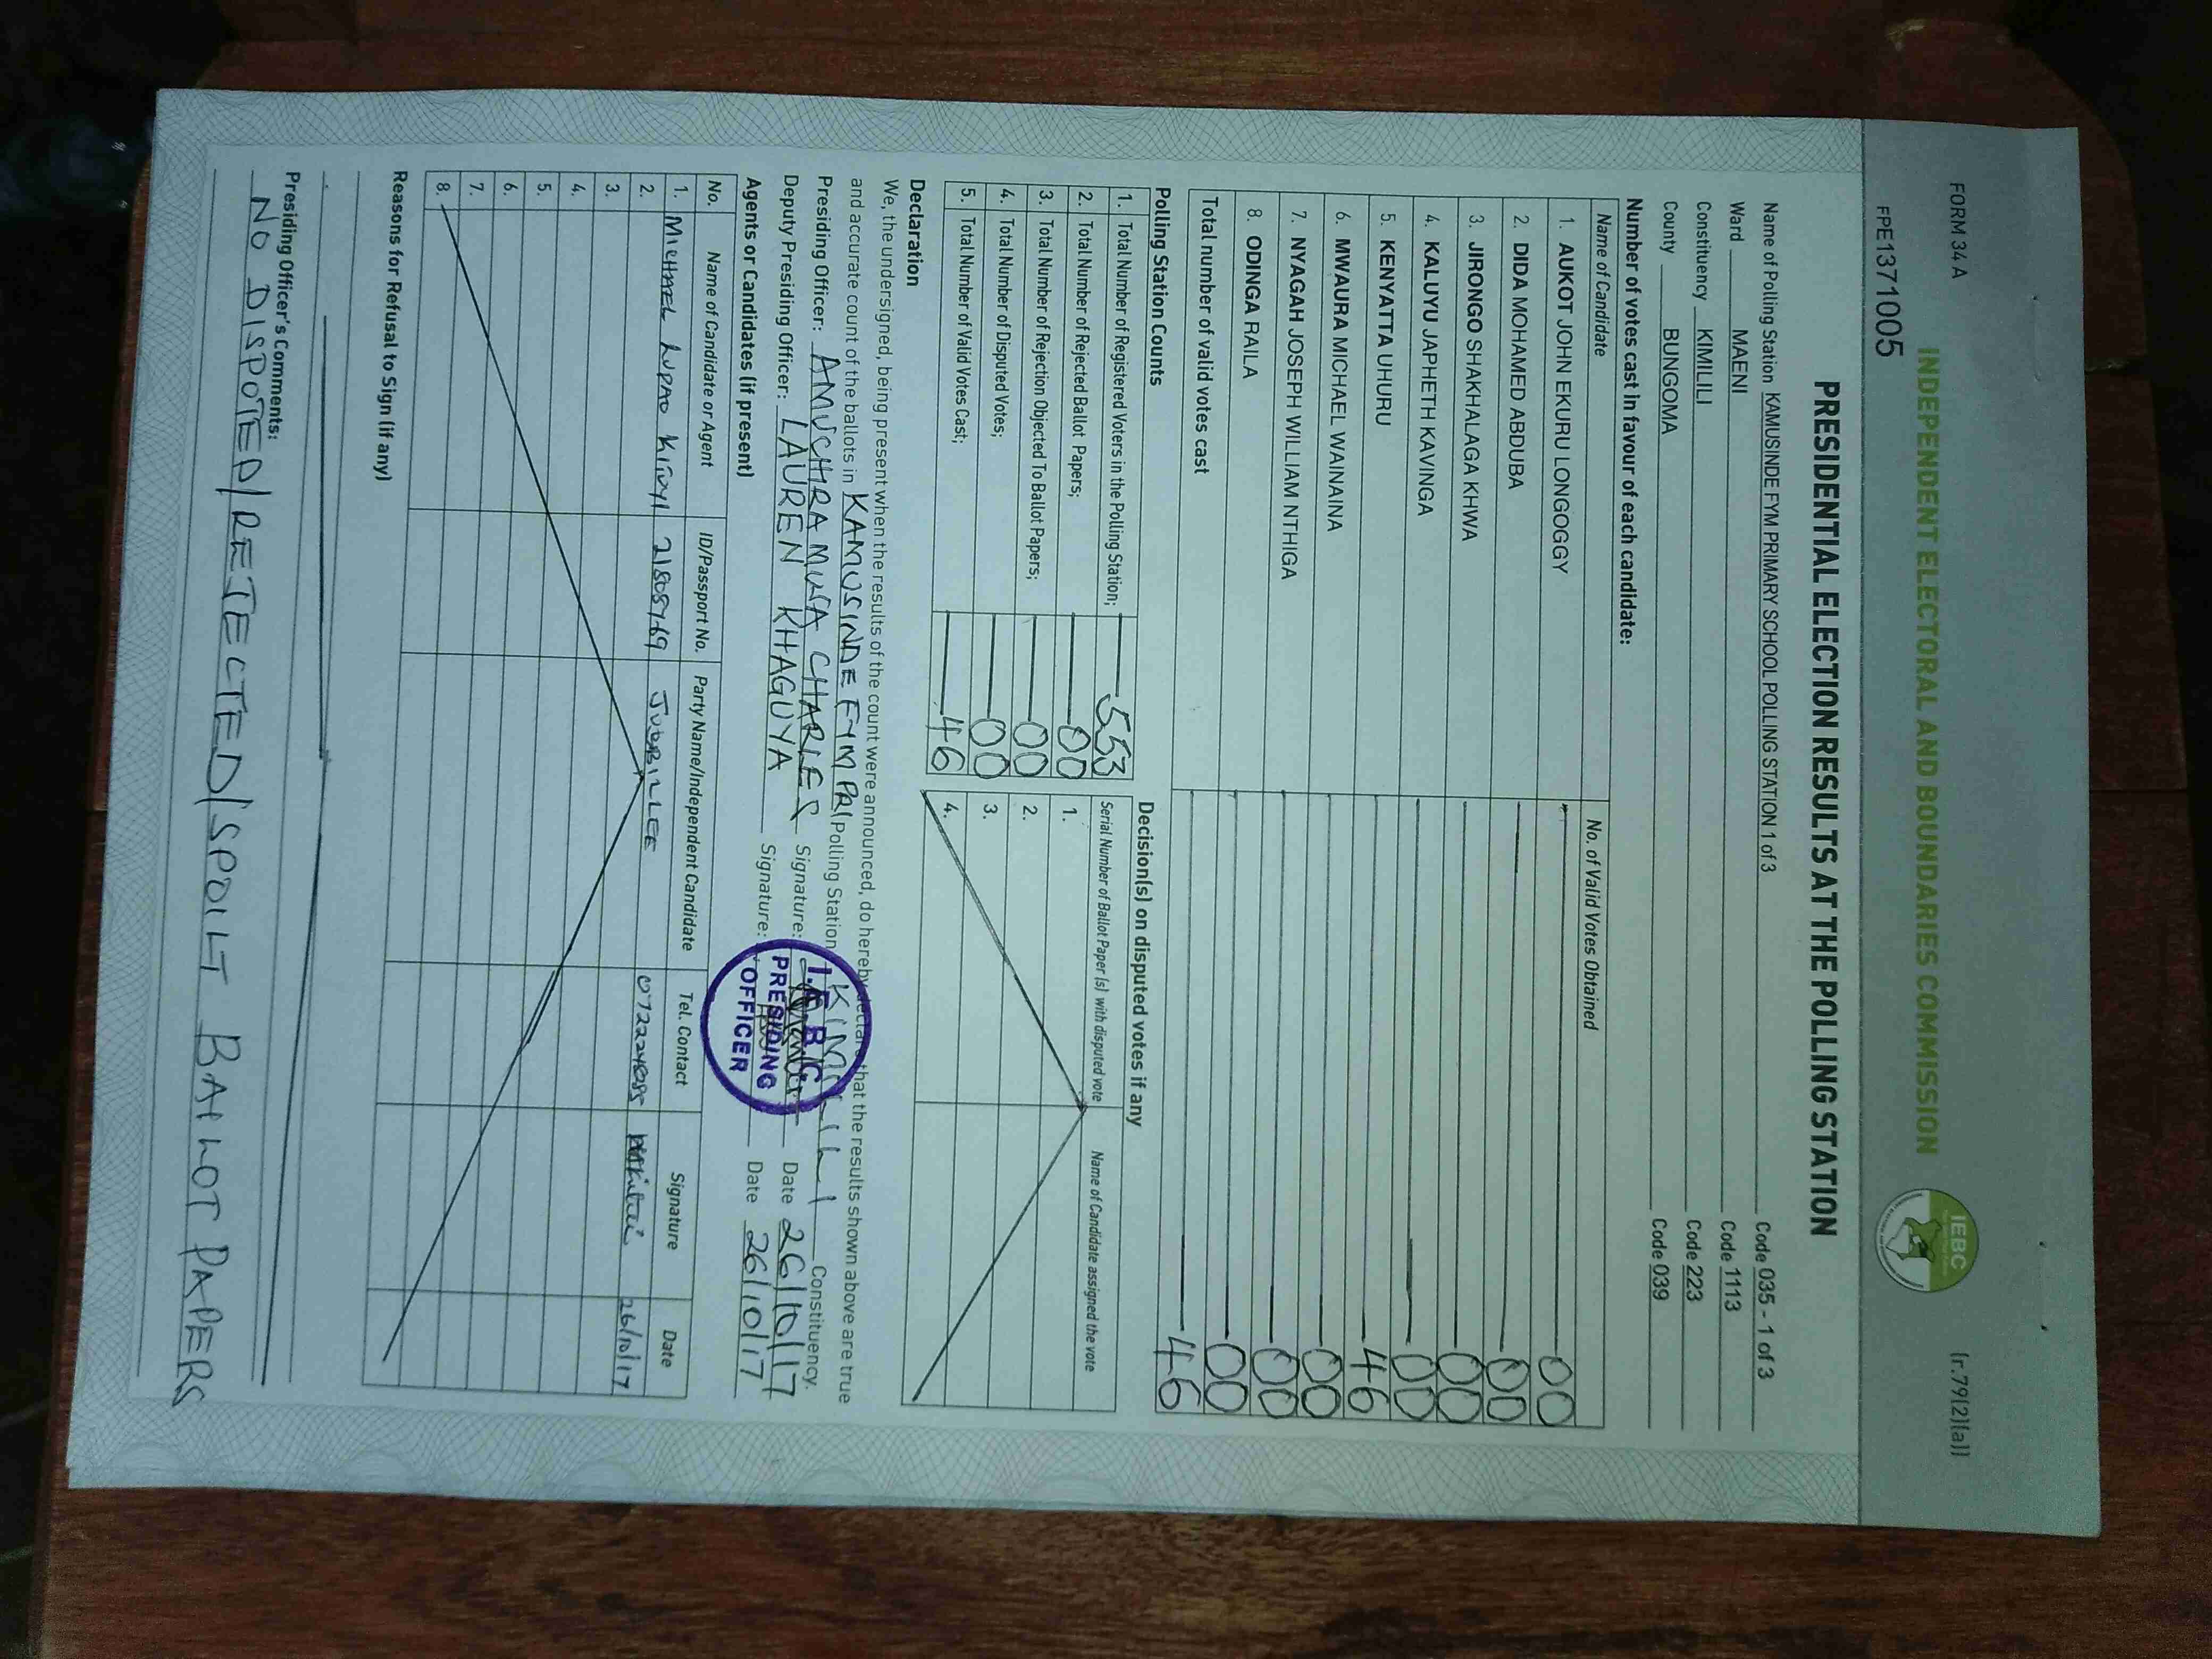 FORM 34A
(r.79(2)(a))
INDEPENDENT ELECTORAL AND BOUNDARIES COMMISSION
IEBC
FPE1371005
PRESIDENTIAL ELECTION RESULTS AT THE POLLING STATION
Name of Polling Station KAMUSINDE FYM PRIMARY SCHOOL POLLING STATION 1 of 3 Code 035 - 1 of 3
Ward MAENI Code 1113
Constituency KIMILILI Code 223
County BUNGOMA Code 039
Number of votes cast in favour of each candidate:
Name of Candidate No. of Valid Votes Obtained
1. AUKOT JOHN EKURU LONGOGGY 00
2. DIDA MOHAMED ABDUBA 00
3. JIRONGO SHAKHALAGA KHWA 00
4. KALUYU JAPHETH KAVINGA 00
5. KENYATTA UHURU 46
6. MWAURA MICHAEL WAINAINA 00
7. NYAGAH JOSEPH WILLIAM NTHIGA 00
8. ODINGA RAILA 00
Total number of valid votes cast 46
Polling Station Counts
1. Total Number of Registered Voters in the Polling Station; 553
2. Total Number of Rejected Ballot Papers; 00
3. Total Number of Rejection Objected To Ballot Papers; 00
4. Total Number of Disputed Votes; 00
5. Total Number of Valid Votes Cast; 46
Decision(s) on disputed votes if any
Serial Number of Ballot Paper (s) with disputed vote Name of Candidate assigned the vote
1.
2.
3.
4.
Declaration
We, the undersigned, being present when the results of the count were announced, do hereby declare that the results shown above are true
and accurate count of the ballots in KAMUSINDE FYM PRI Polling Station KIMILILI Constituency.
Presiding Officer: AMUCHRA MUSA CHARLES Signature: Date 26/10/17
Deputy Presiding Officer: LAUREN KHAGUYA Signature: Date 26/10/17
I.E.B.C
PRESIDING
OFFICER
Agents or Candidates (if present)
No. Name of Candidate or Agent ID/Passport No. Party Name/Independent Candidate Tel. Contact Signature Date
1. MICHAEL 21808769 JUBBILEE 26/10/17
2.
3.
4.
5.
6.
7.
8.
Reasons for Refusal to Sign (if any)
Presiding Officer's Comments:
NO DISPOTED/REJECTED/SPOILT BALLOT PAPERS